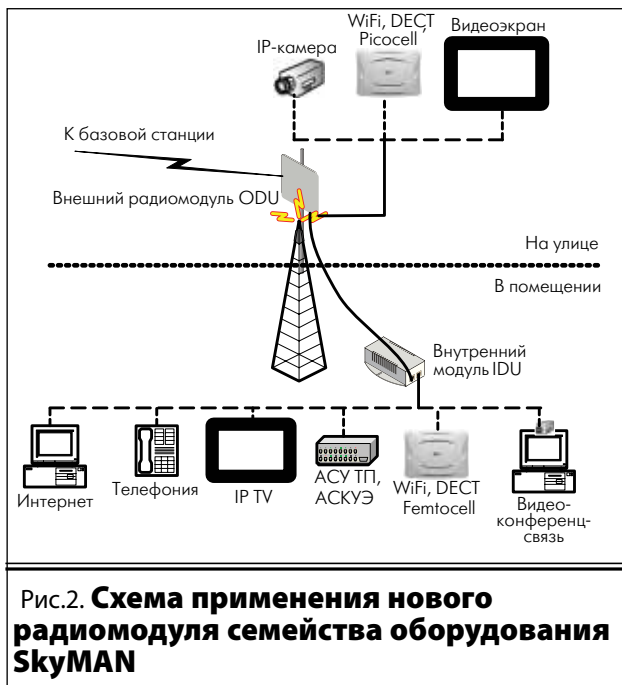 WiFi, DECT,
Picocell
Видеоэкран
IP-камера
К базовой станции
Внешний радиомодуль ODU
На улице
В помещении
Внутренний
модуль IDU
Интернет
Телефония
IP TV
АСУ ТП,
АСКУЭ
WiFi, DECT
Femtocell
Видео-
конференц-
связь
Рис.2. Схема применения нового
радиомодуля семейства оборудования
SkyMAN